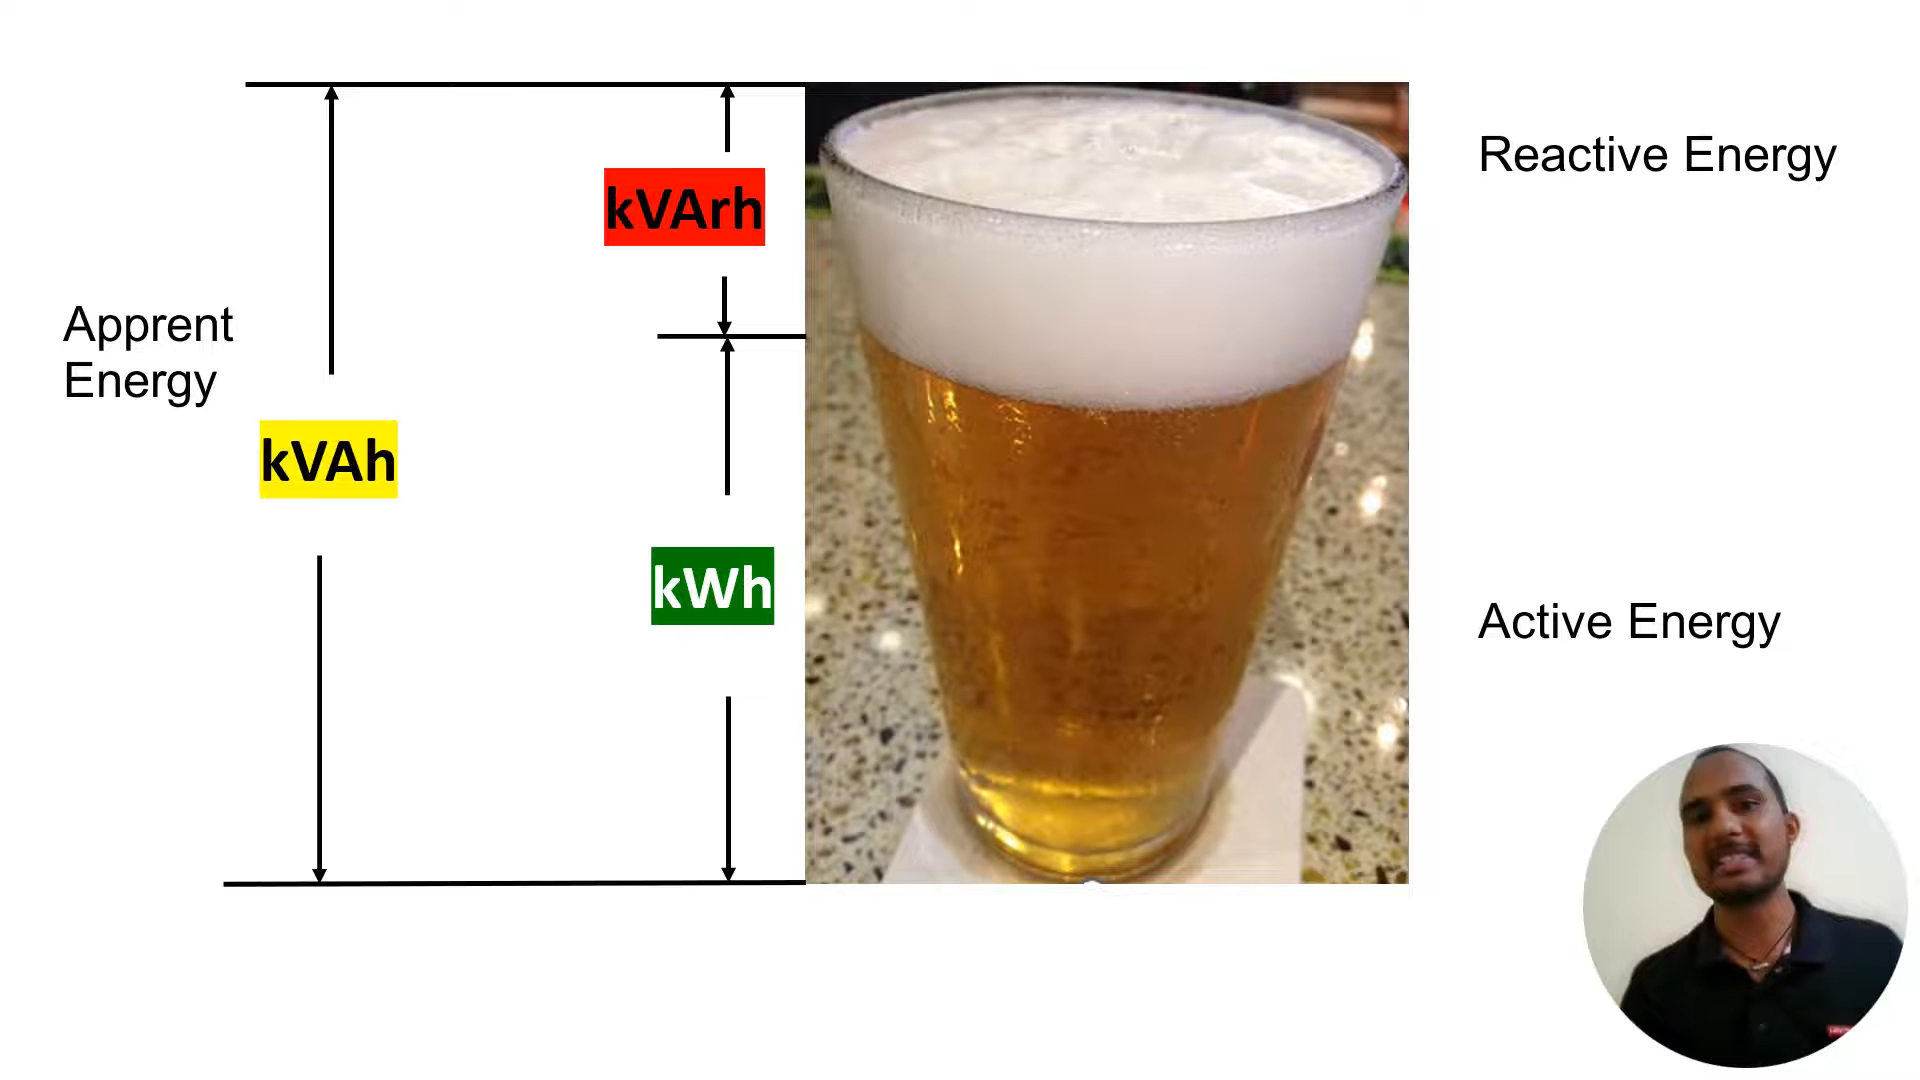 Reactive Energy
kVArh
Apprent
Energy
kVAh
kWh
Active Energy